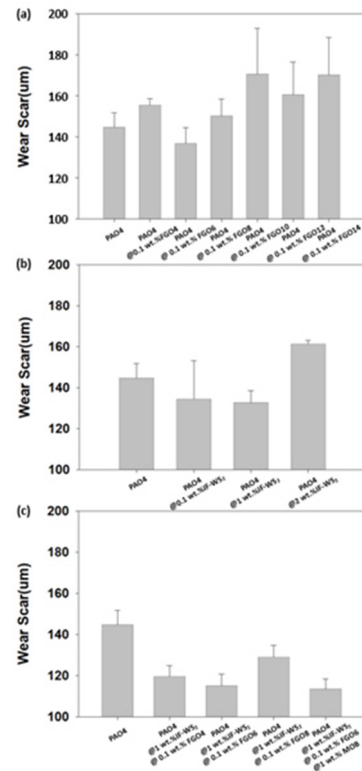 (a)
200
180
160
140
120
100
Wear Scar(um)
PAO4
PAO4
@0.1 wt.%FGO4
PAO4
@ 0.1 wt.% FGO6
PAO4
@ 0.1 wt.% FGO8
PAO4
@ 0.1 wt.% FGO10
PAO4
@ 0.1 wt.% FGO12
PAO4
@ 0.1 wt.% FGO14
(b)
200
180
160
140
120
100
Wear Scar(um)
PAO4
PAO4
@0.1 wt.%IF-WS₂
PAO4
@1 wt.%IF-WS₂
PAO4
@2 wt.%IF-WS₂
(c)
200
180
160
140
120
100
Wear Scar(um)
PAO4
PAO4
@1 wt.%IF-WS₂
@ 0.1 wt.% FGO4
PAO4
@1 wt.%IF-WS₂
@ 0.1 wt.% FGO6
PAO4
@1 wt.%IF-WS₂
@ 0.1 wt.% FGO8
PAO4
@1 wt.%IF-WS₂
@ 0.1 wt.% FGO6
@1 wt.% MOB